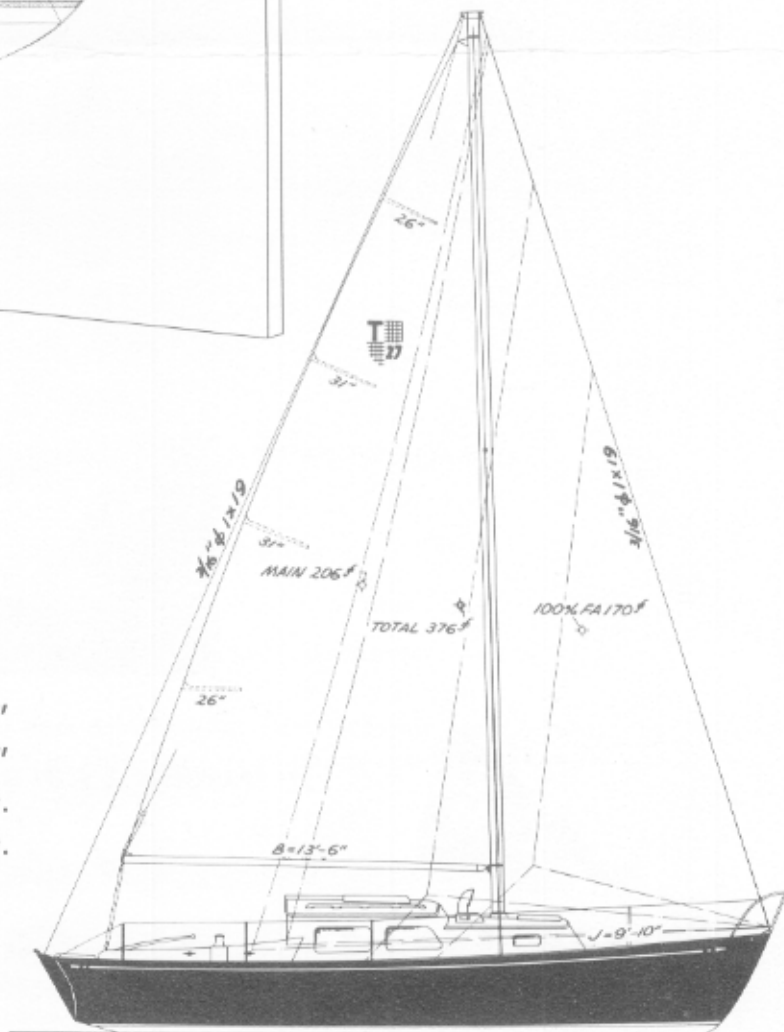 26"
T
27
31"
3/16" φ 1×19
3/16" φ 1×19
31"
MAIN 206
100% FA 170
TOTAL 376
26"
B=13'-6"
J=9'-10"